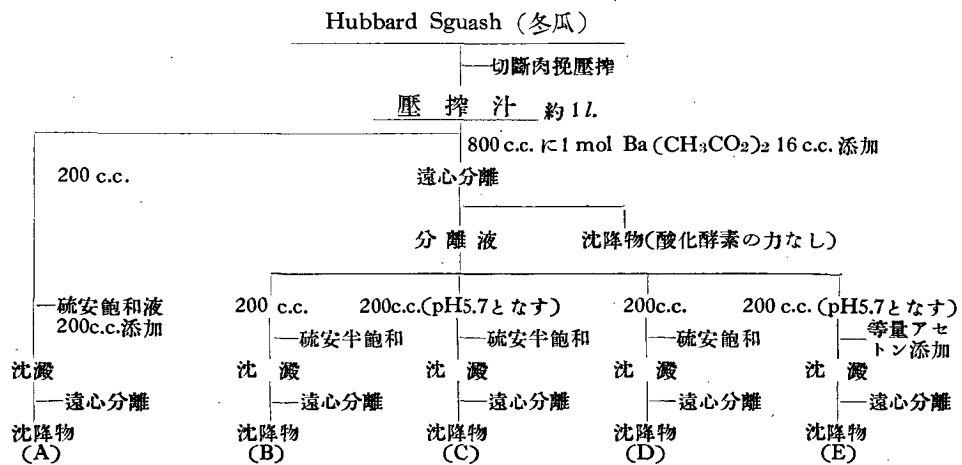 Hubbard Sguash (冬瓜)
切斷肉挽壓搾
壓搾汁 約1l.
800 c.c. に1 mol Ba(CH₃CO₂)₂ 16 c.c. 添加
200 c.c.
遠心分離
分離液
沈降物(酸化酵素の力なし)
硫安飽和液
200c.c.添加
200 c.c.
200c.c.(pH5.7となす)
200c.c.
200 c.c. (pH5.7となす)
硫安半飽和
硫安半飽和
硫安飽和
等量アセ
トン添加
沈澱
沈澱
沈澱
沈澱
沈澱
遠心分離
遠心分離
遠心分離
遠心分離
遠心分離
沈降物
沈降物
沈降物
沈降物
沈降物
(A)
(B)
(C)
(D)
(E)